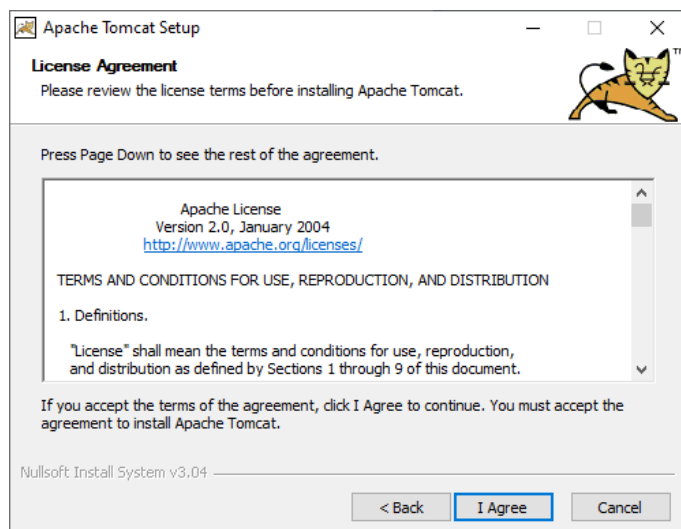 Apache Tomcat Setup
License Agreement
Please review the license terms before installing Apache Tomcat.
TM
Press Page Down to see the rest of the agreement.
Apache License
Version 2.0, January 2004
http://www.apache.org/licenses/
TERMS AND CONDITIONS FOR USE, REPRODUCTION, AND DISTRIBUTION
1. Definitions.
"License" shall mean the terms and conditions for use, reproduction,
and distribution as defined by Sections 1 through 9 of this document.
If you accept the terms of the agreement, click I Agree to continue. You must accept the
agreement to install Apache Tomcat.
Nullsoft Install System v3.04
< Back I Agree Cancel